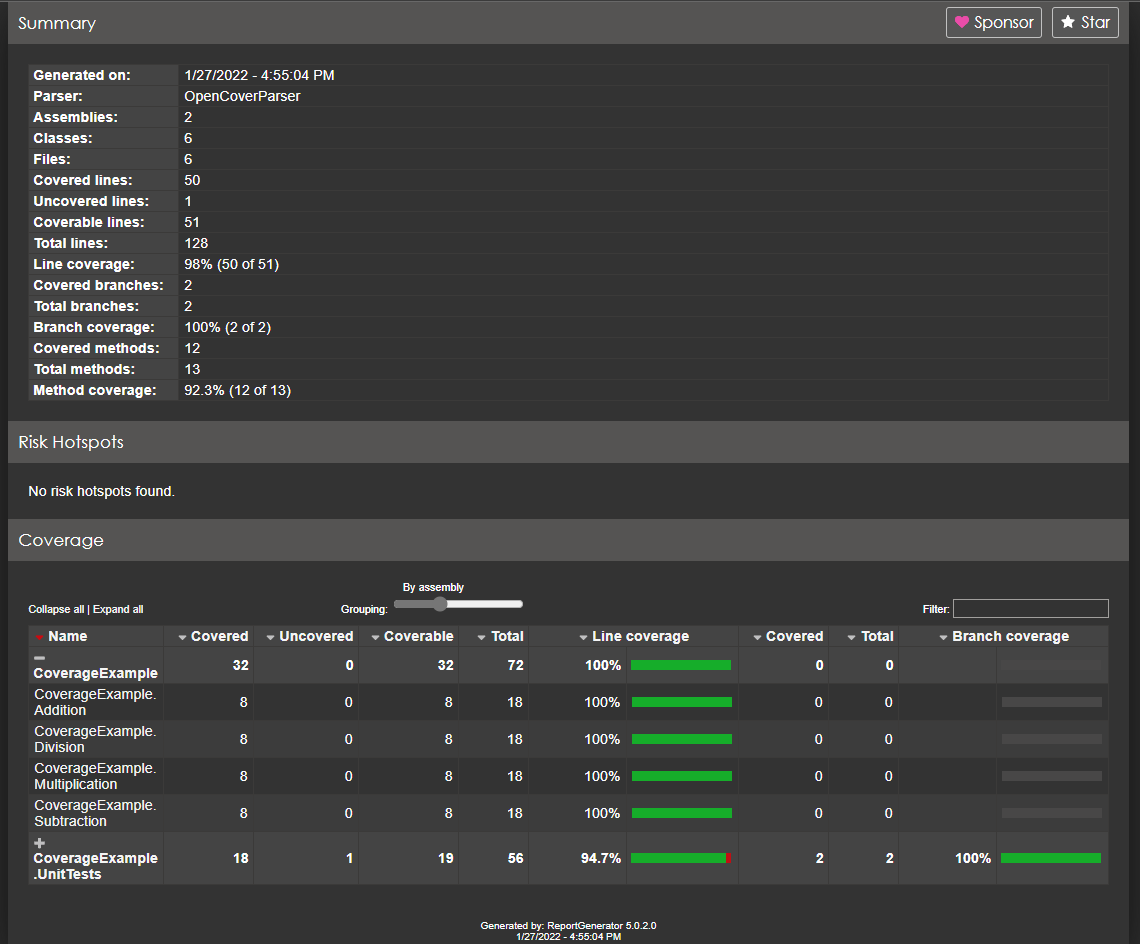 Summary
Sponsor
Star
Generated on: 1/27/2022 - 4:55:04 PM
Parser: OpenCoverParser
Assemblies: 2
Classes: 6
Files: 6
Covered lines: 50
Uncovered lines: 1
Coverable lines: 51
Total lines: 128
Line coverage: 98% (50 of 51)
Covered branches: 2
Total branches: 2
Branch coverage: 100% (2 of 2)
Covered methods: 12
Total methods: 13
Method coverage: 92.3% (12 of 13)
Risk Hotspots
No risk hotspots found.
Coverage
By assembly
Collapse all | Expand all
Grouping:
Filter:
Name Covered Uncovered Coverable Total Line coverage Covered Total Branch coverage
CoverageExample 32 0 32 72 100% 0 0
CoverageExample.
Addition 8 0 8 18 100% 0 0
CoverageExample.
Division 8 0 8 18 100% 0 0
CoverageExample.
Multiplication 8 0 8 18 100% 0 0
CoverageExample.
Subtraction 8 0 8 18 100% 0 0
CoverageExample
.UnitTests 18 1 19 56 94.7% 2 2 100%
Generated by: ReportGenerator 5.0.2.0
1/27/2022 - 4:55:04 PM